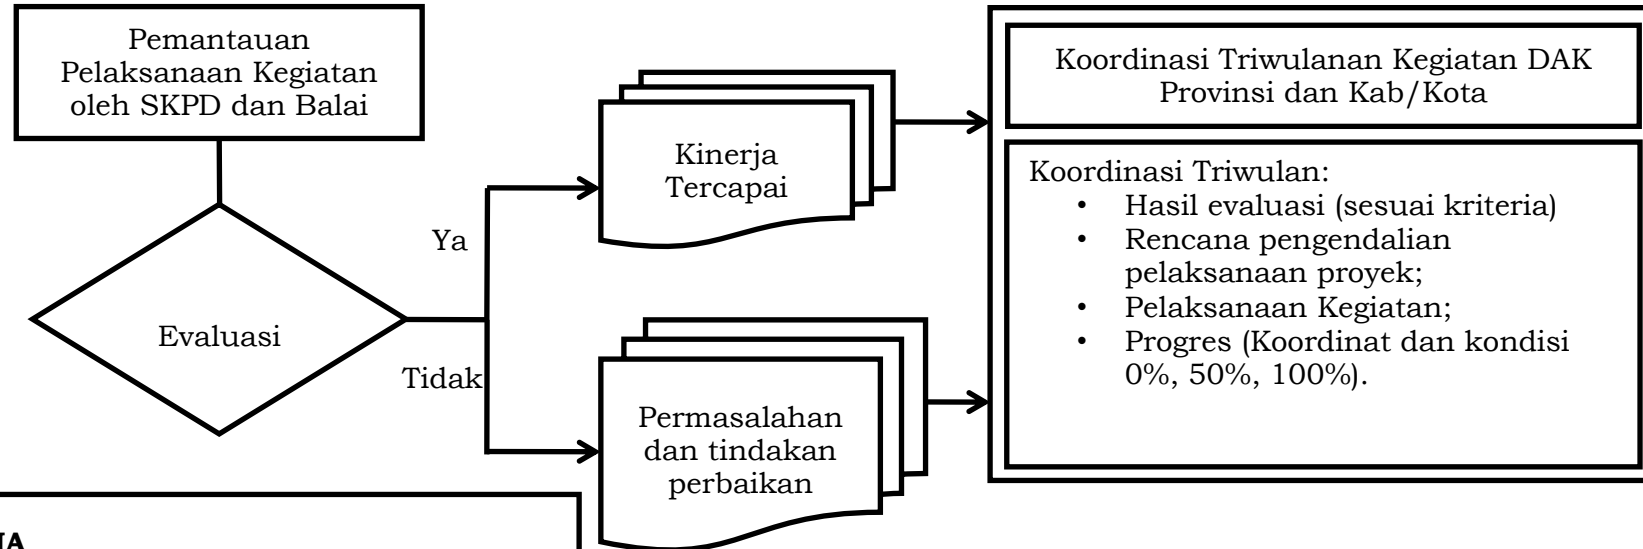 Pemantauan
Pelaksanaan Kegiatan
oleh SKPD dan Balai
Evaluasi
Ya
Tidak
Kinerja
Tercapai
Permasalahan
dan tindakan
perbaikan
Koordinasi Triwulanan Kegiatan DAK
Provinsi dan Kab/Kota
Koordinasi Triwulan:
• Hasil evaluasi (sesuai kriteria)
• Rencana pengendalian
pelaksanaan proyek;
• Pelaksanaan Kegiatan;
• Progres (Koordinat dan kondisi
0%, 50%, 100%).